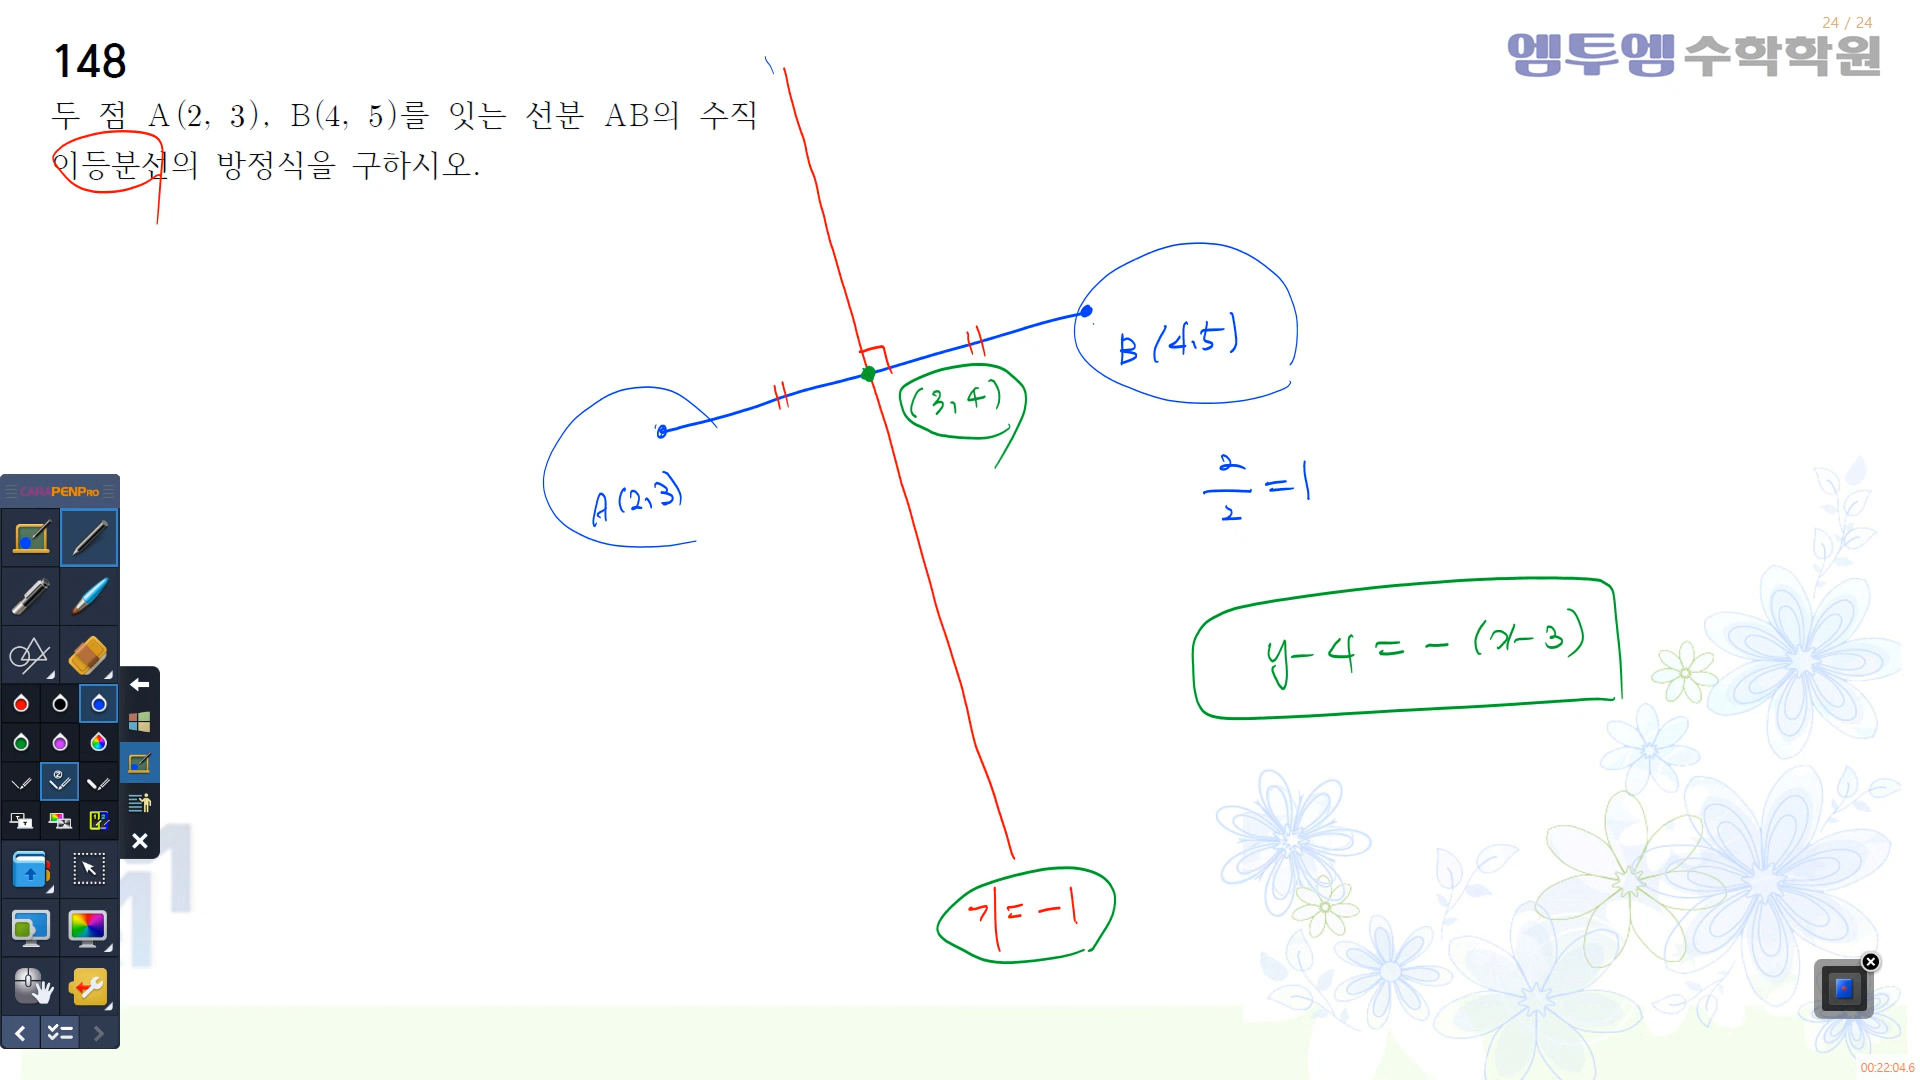 24 / 24
엠투엠 수학학원
148
두 점 A(2, 3), B(4, 5)를 잇는 선분 AB의 수직
이등분선의 방정식을 구하시오.
B (4,5)
(3, 4)
A(2,3)
2/2 = 1
y-4 = - (x-3)
기 = -1
CARAPENPRO
②
00:22:04.6